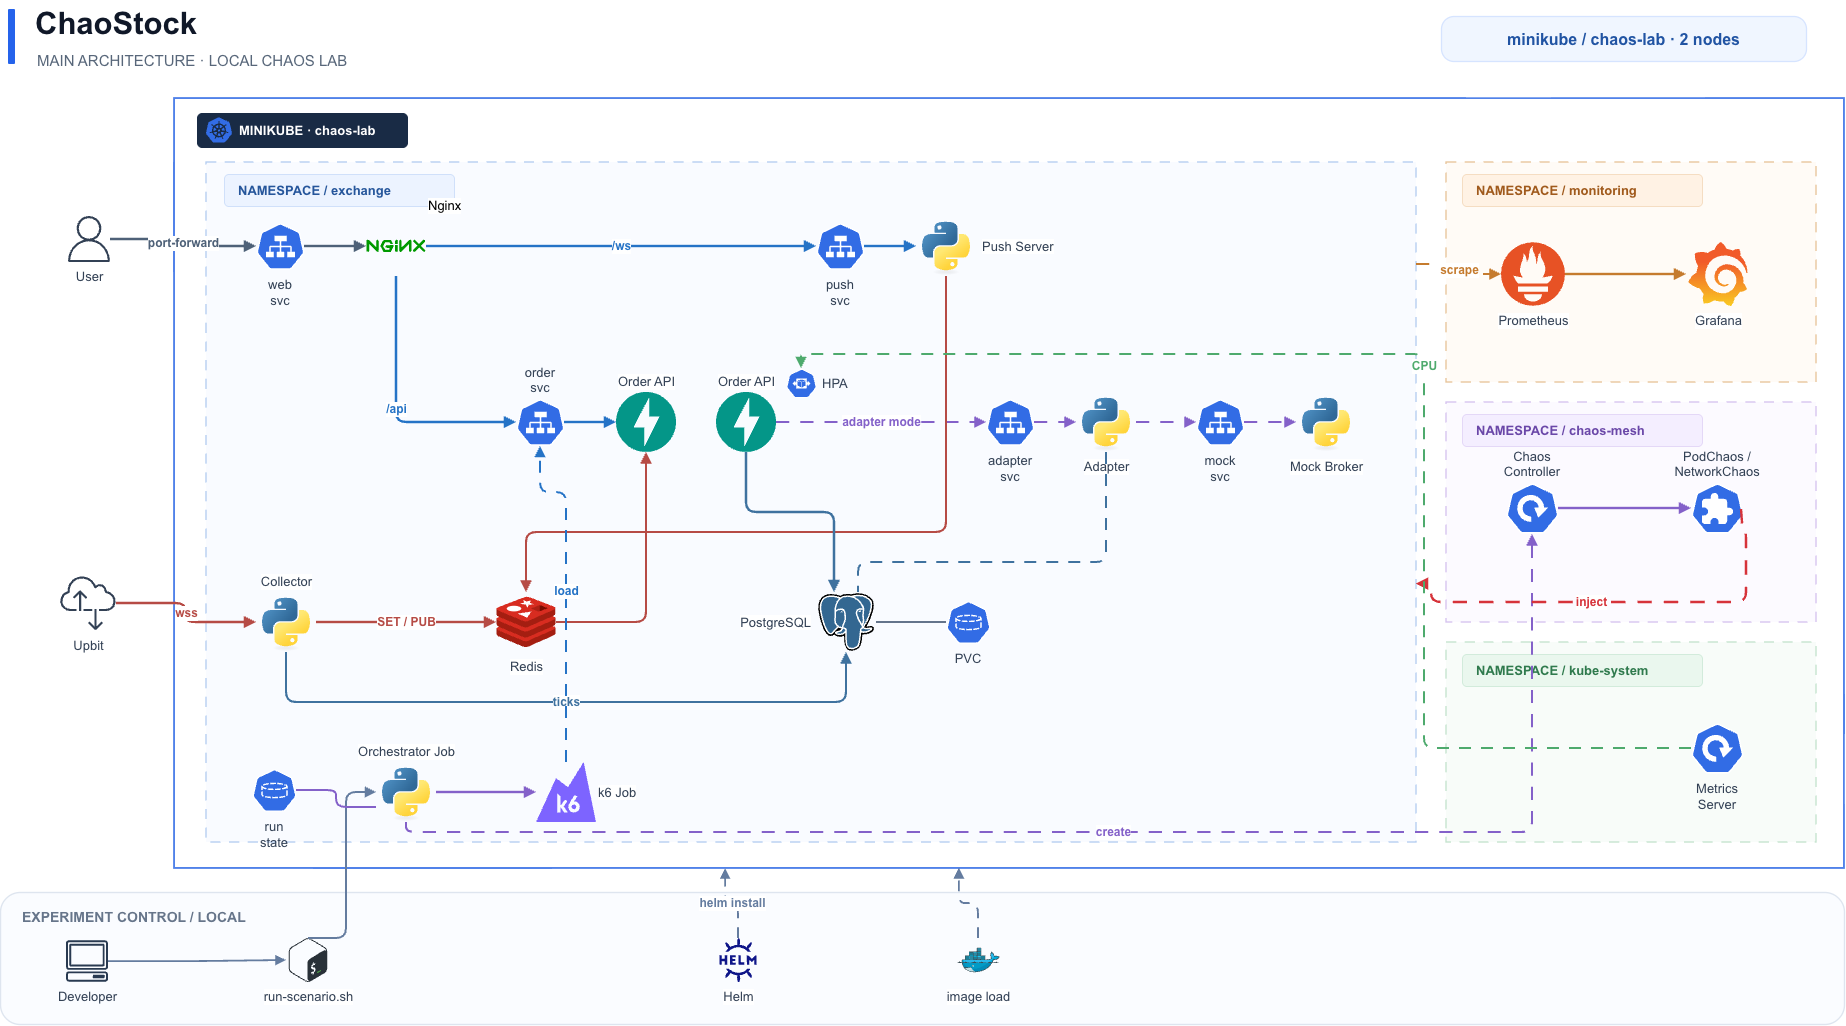 ChaoStock
MAIN ARCHITECTURE · LOCAL CHAOS LAB
minikube / chaos-lab · 2 nodes
MINIKUBE · chaos-lab
NAMESPACE / exchange
Nginx
NAMESPACE / monitoring
User
port-forward
web
svc
NGINX
/ws
push
svc
Push Server
scrape
Prometheus
Grafana
CPU
HPA
order
svc
Order API
Order API
/api
adapter mode
adapter
svc
Adapter
mock
svc
Mock Broker
NAMESPACE / chaos-mesh
Chaos
Controller
PodChaos /
NetworkChaos
inject
Upbit
wss
Collector
SET / PUB
Redis
load
PostgreSQL
PVC
ticks
NAMESPACE / kube-system
Metrics
Server
Orchestrator Job
run
state
k6
k6 Job
create
EXPERIMENT CONTROL / LOCAL
helm install
Developer
$_
run-scenario.sh
HELM
Helm
image load